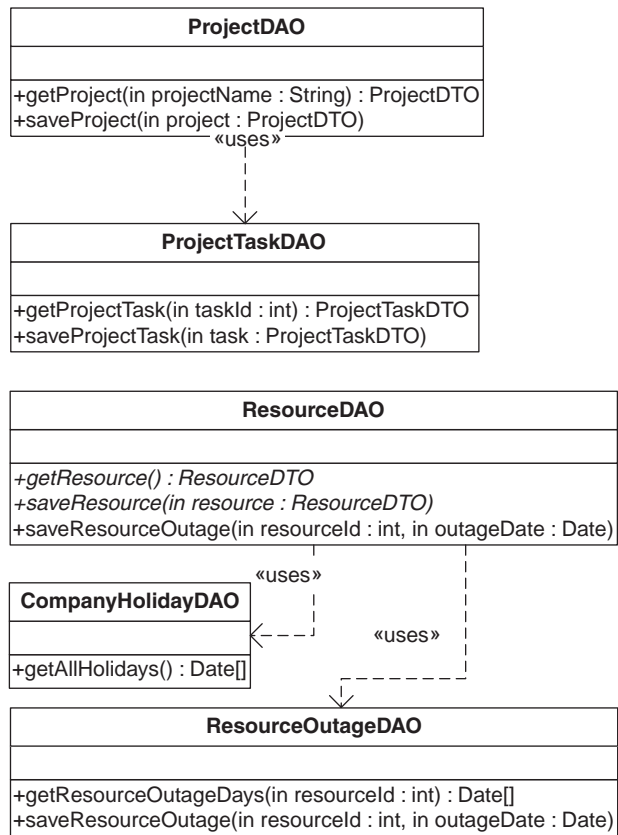 ProjectDAO
+getProject(in projectName : String) : ProjectDTO
+saveProject(in project : ProjectDTO)
«uses»
ProjectTaskDAO
+getProjectTask(in taskId : int) : ProjectTaskDTO
+saveProjectTask(in task : ProjectTaskDTO)
ResourceDAO
+getResource() : ResourceDTO
+saveResource(in resource : ResourceDTO)
+saveResourceOutage(in resourceId : int, in outageDate : Date)
«uses»
CompanyHolidayDAO
+getAllHolidays() : Date[]
«uses»
ResourceOutageDAO
+getResourceOutageDays(in resourceId : int) : Date[]
+saveResourceOutage(in resourceId : int, in outageDate : Date)